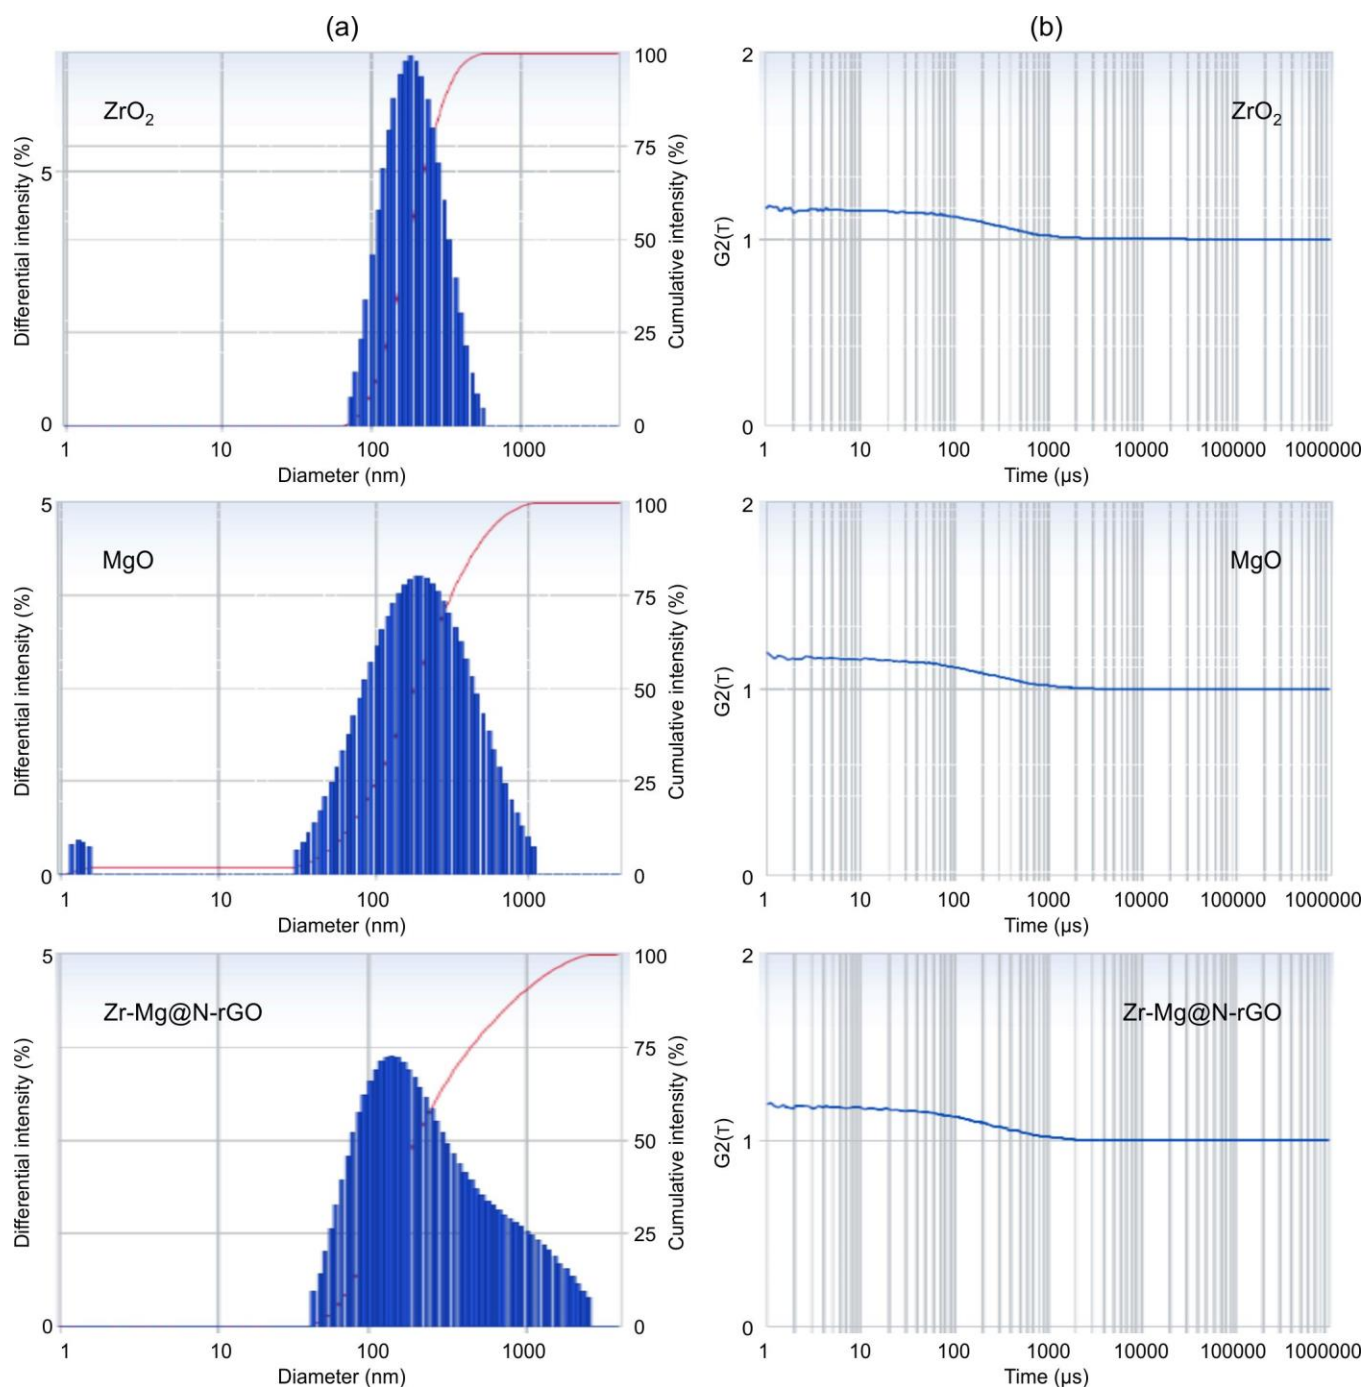 (a)
(b)
ZrO2
Differential intensity (%)
5
0
Cumulative intensity (%)
100
75
50
25
0
1 10 100 1000
Diameter (nm)
ZrO2
G2(T)
2
1
0
1 10 100 1000 10000 100000 1000000
Time (µs)
MgO
Differential intensity (%)
5
0
Cumulative intensity (%)
100
75
50
25
0
1 10 100 1000
Diameter (nm)
MgO
G2(T)
2
1
0
1 10 100 1000 10000 100000 1000000
Time (µs)
Zr-Mg@N-rGO
Differential intensity (%)
5
0
Cumulative intensity (%)
100
75
50
25
0
1 10 100 1000
Diameter (nm)
Zr-Mg@N-rGO
G2(T)
2
1
0
1 10 100 1000 10000 100000 1000000
Time (µs)